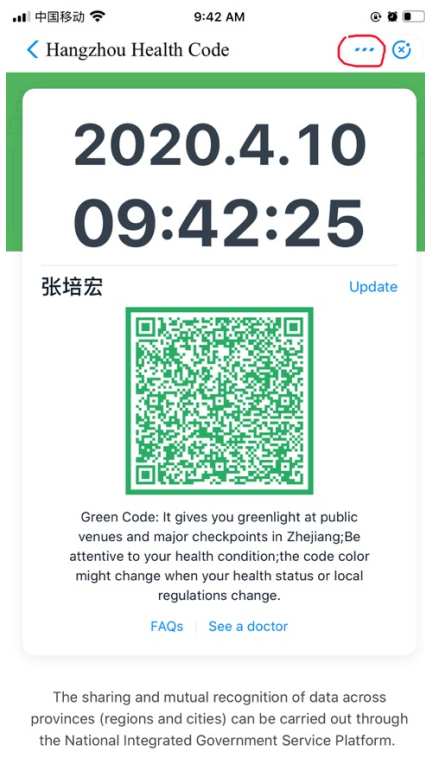 中国移动 9:42 AM
Hangzhou Health Code
2020.4.10
09:42:25
张培宏 Update
Green Code: It gives you greenlight at public
venues and major checkpoints in Zhejiang;Be
attentive to your health condition;the code color
might change when your health status or local
regulations change.
FAQs See a doctor
The sharing and mutual recognition of data across
provinces (regions and cities) can be carried out through
the National Integrated Government Service Platform.